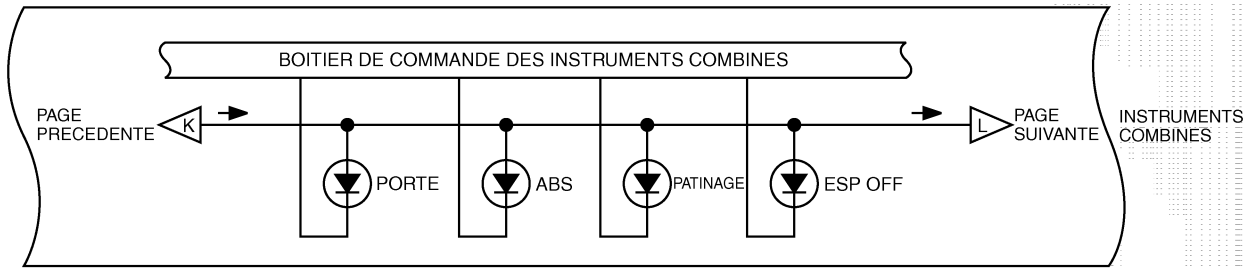 BOITIER DE COMMANDE DES INSTRUMENTS COMBINES
PAGE
PRECEDENTE
K
L
PAGE
SUIVANTE
INSTRUMENTS
COMBINES
PORTE
ABS
PATINAGE
ESP OFF